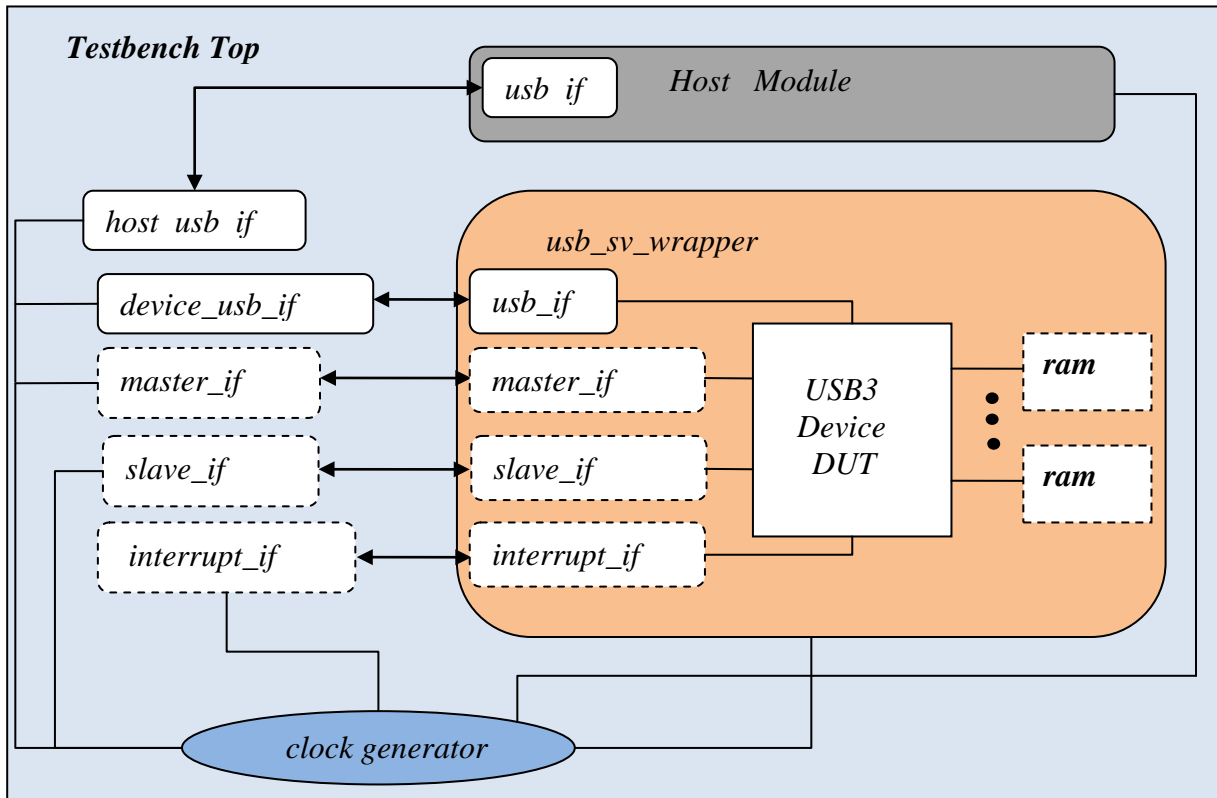 Testbench Top
usb if
Host Module
host usb if
usb_sv_wrapper
device_usb_if
usb_if
master_if
master_if
USB3
Device
DUT
ram
slave_if
slave_if
ram
interrupt_if
interrupt_if
clock generator